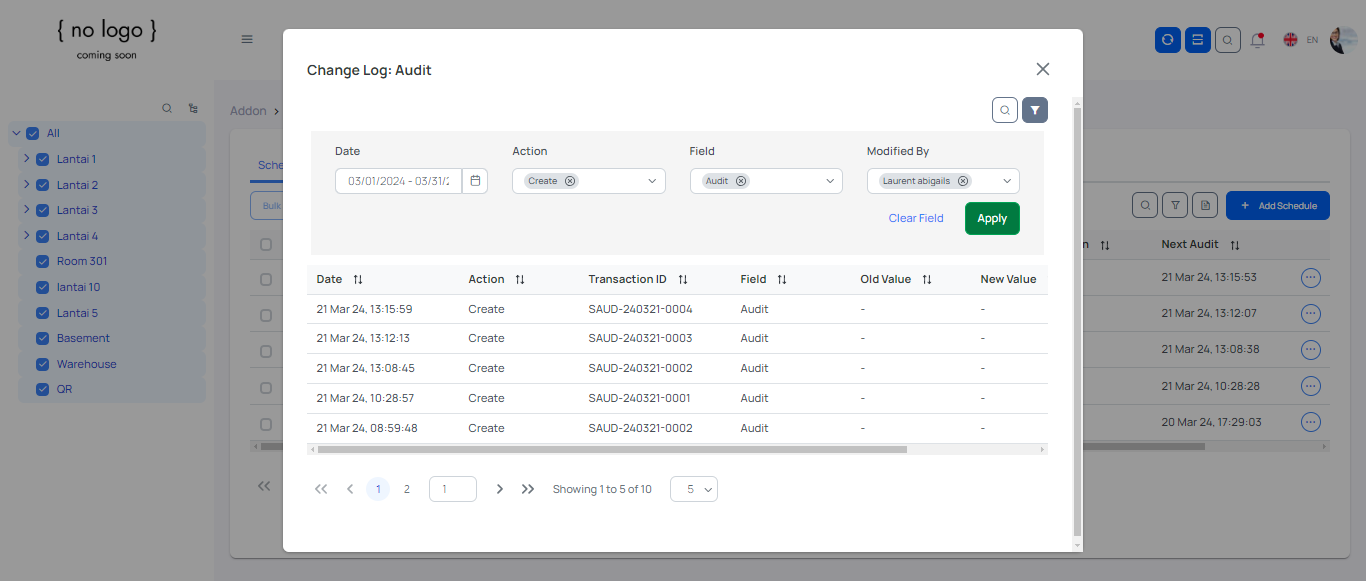 { no logo }
coming soon
EN
All
Lantai 1
Lantai 2
Lantai 3
Lantai 4
Room 301
lantai 10
Lantai 5
Basement
Warehouse
QR
Addon
Sche
Bulk
Change Log: Audit
Date
Action
Field
Modified By
03/01/2024 - 03/31/2
Create
Audit
Laurent abigails
Clear Field
Apply
Date Action Transaction ID Field Old Value New Value
21 Mar 24, 13:15:59 Create SAUD-240321-0004 Audit - -
21 Mar 24, 13:12:13 Create SAUD-240321-0003 Audit - -
21 Mar 24, 13:08:45 Create SAUD-240321-0002 Audit - -
21 Mar 24, 10:28:57 Create SAUD-240321-0001 Audit - -
21 Mar 24, 08:59:48 Create SAUD-240321-0002 Audit - -
1 2 1 Showing 1 to 5 of 10 5
+ Add Schedule
n Next Audit
21 Mar 24, 13:15:53
21 Mar 24, 13:12:07
21 Mar 24, 13:08:38
21 Mar 24, 10:28:28
20 Mar 24, 17:29:03